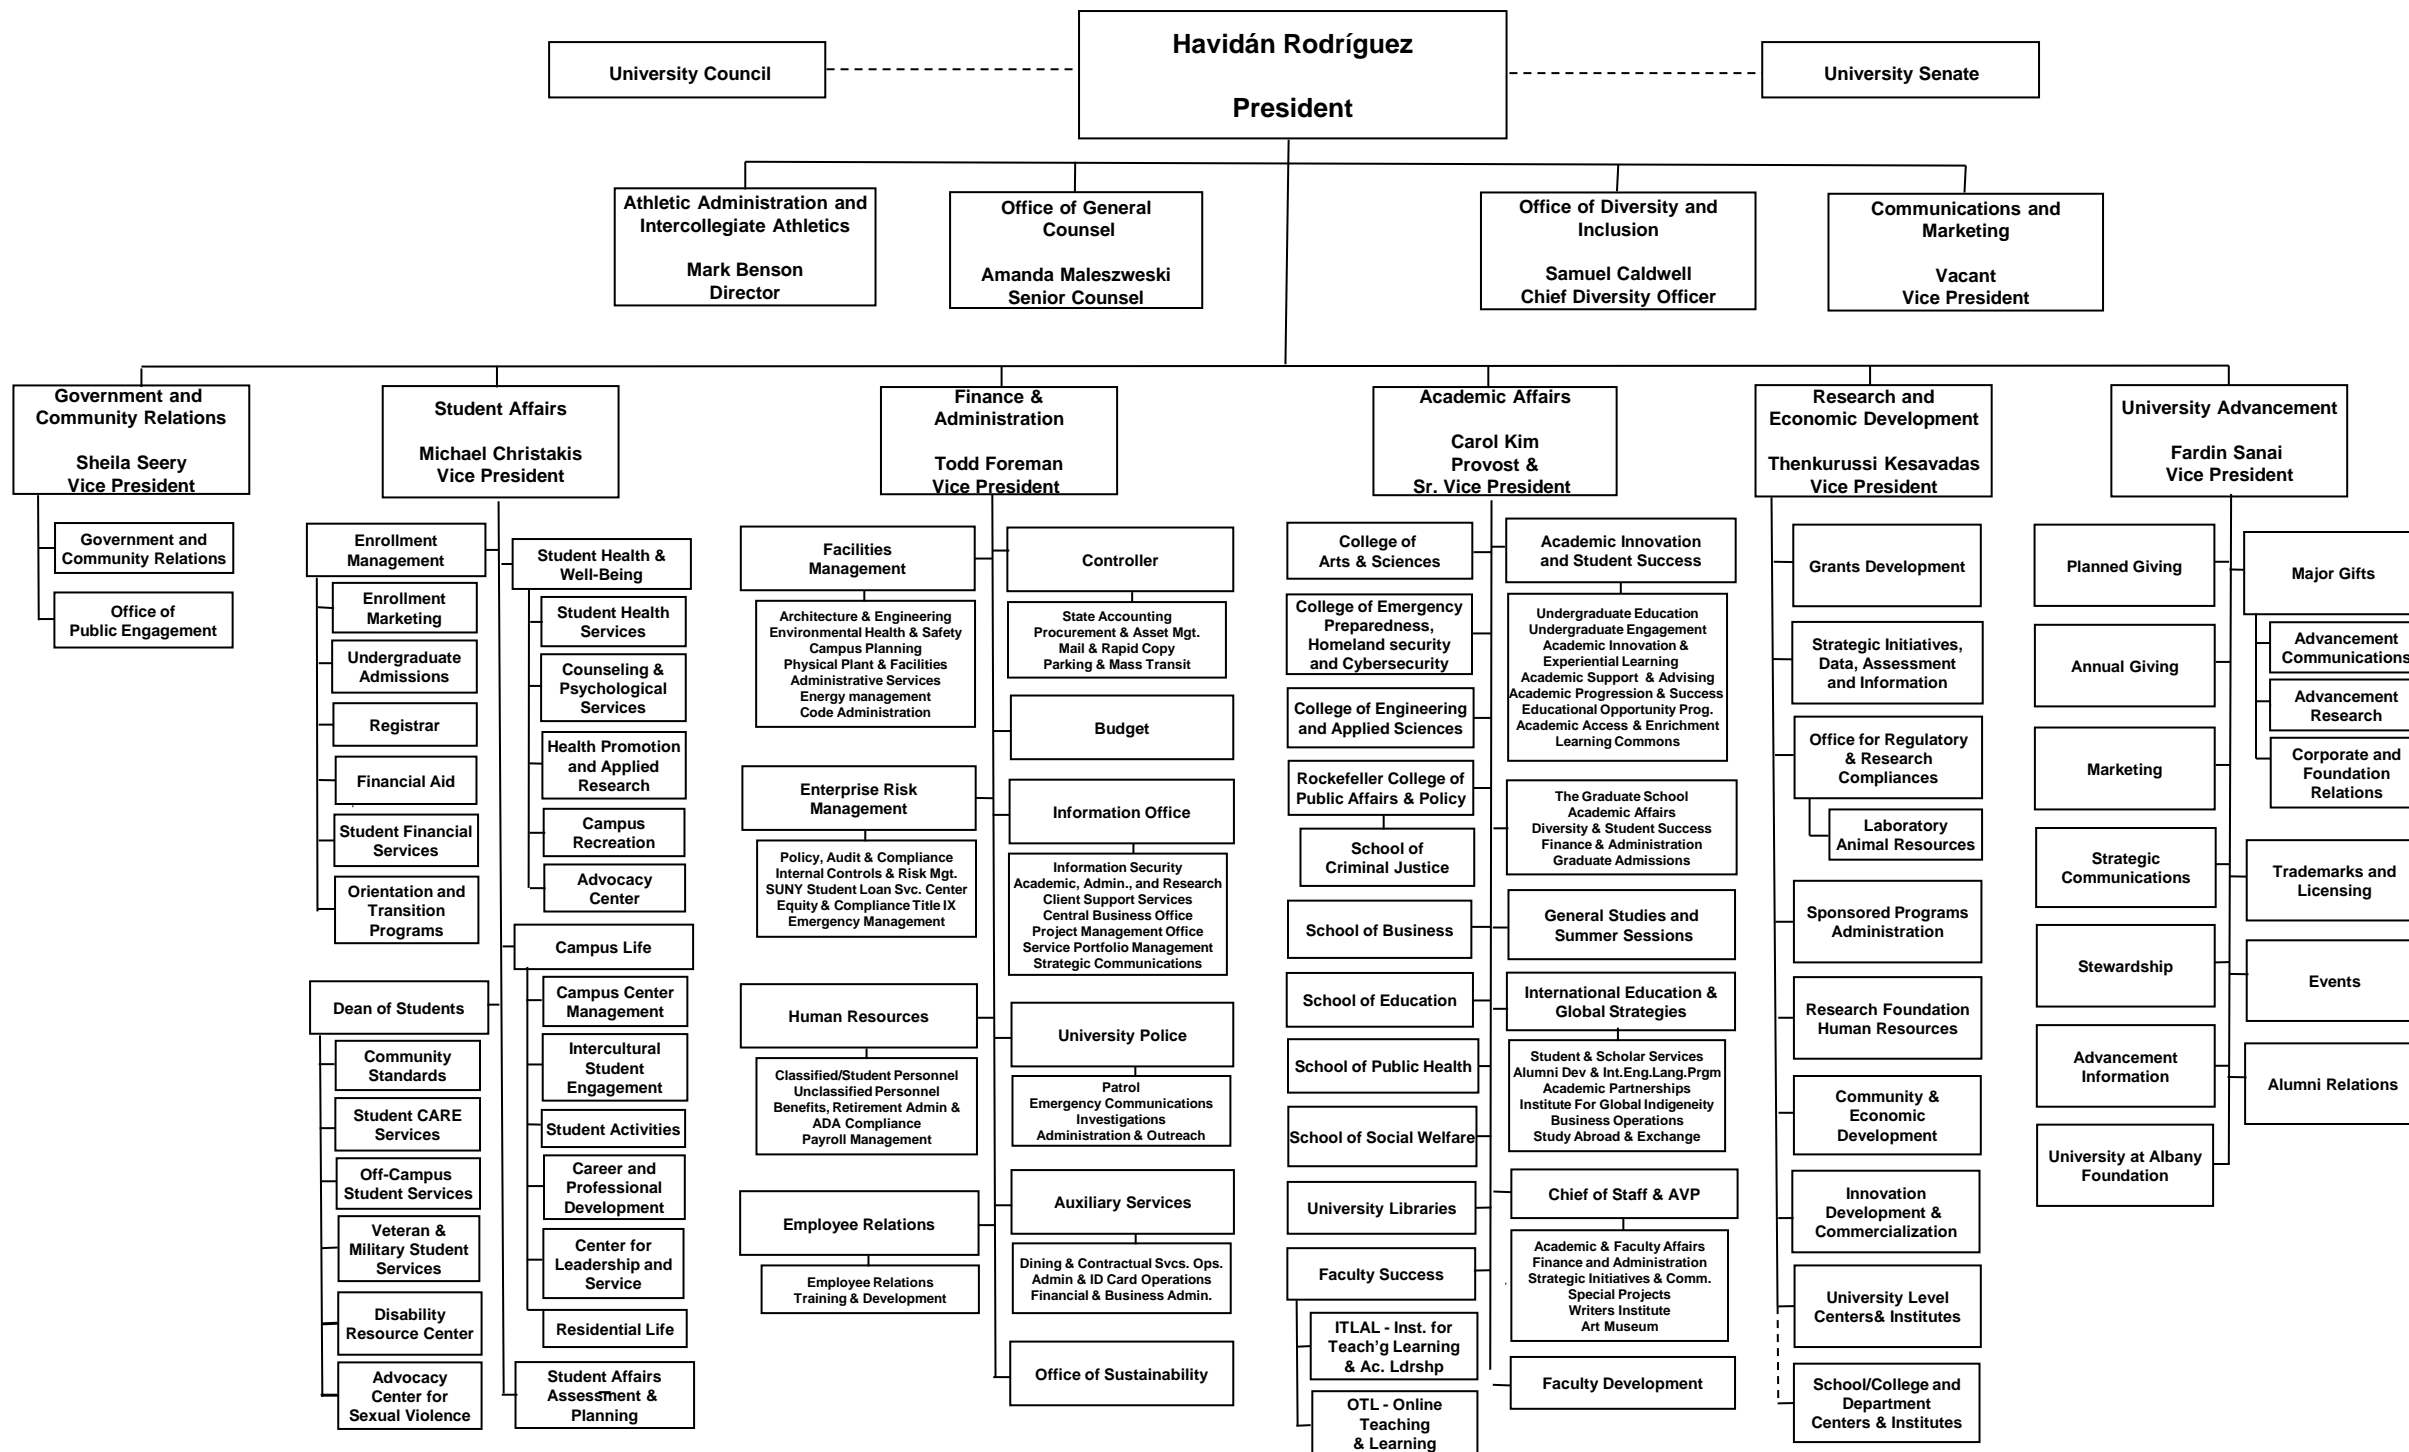 Havidán Rodríguez
President
University Council
University Senate
Athletic Administration and
Intercollegiate Athletics
Mark Benson
Director
Office of General
Counsel
Amanda Maleszweski
Senior Counsel
Office of Diversity and
Inclusion
Samuel Caldwell
Chief Diversity Officer
Communications and
Marketing
Vacant
Vice President
Government and
Community Relations
Sheila Seery
Vice President
Government and
Community Relations
Office of
Public Engagement
Student Affairs
Michael Christakis
Vice President
Enrollment
Management
Enrollment
Marketing
Undergraduate
Admissions
Registrar
Financial Aid
Student Financial
Services
Orientation and
Transition
Programs
Dean of Students
Community
Standards
Student CARE
Services
Off-Campus
Student Services
Veteran &
Military Student
Services
Disability
Resource Center
Advocacy
Center for
Sexual Violence
Student Health &
Well-Being
Student Health
Services
Counseling &
Psychological
Services
Health Promotion
and Applied
Research
Campus
Recreation
Advocacy
Center
Campus Life
Campus Center
Management
Intercultural
Student
Engagement
Student Activities
Career and
Professional
Development
Center for
Leadership and
Service
Residential Life
Student Affairs
Assessment &
Planning
Finance &
Administration
Todd Foreman
Vice President
Facilities
Management
Architecture & Engineering
Environmental Health & Safety
Campus Planning
Physical Plant & Facilities
Administrative Services
Energy management
Code Administration
Enterprise Risk
Management
Policy, Audit & Compliance
Internal Controls & Risk Mgt.
SUNY Student Loan Svc. Center
Equity & Compliance Title IX
Emergency Management
Human Resources
Classified/Student Personnel
Unclassified Personnel
Benefits, Retirement Admin &
ADA Compliance
Payroll Management
Employee Relations
Employee Relations
Training & Development
Controller
State Accounting
Procurement & Asset Mgt.
Mail & Rapid Copy
Parking & Mass Transit
Budget
Information Office
Information Security
Academic, Admin., and Research
Client Support Services
Central Business Office
Project Management Office
Service Portfolio Management
Strategic Communications
University Police
Patrol
Emergency Communications
Investigations
Administration & Outreach
Auxiliary Services
Dining & Contractual Svcs. Ops.
Admin & ID Card Operations
Financial & Business Admin.
Office of Sustainability
Academic Affairs
Carol Kim
Provost &
Sr. Vice President
College of
Arts & Sciences
College of Emergency
Preparedness,
Homeland security
and Cybersecurity
College of Engineering
and Applied Sciences
Rockefeller College of
Public Affairs & Policy
School of
Criminal Justice
School of Business
School of Education
School of Public Health
School of Social Welfare
University Libraries
Faculty Success
ITLAL - Inst. for
Teach’g Learning
& Ac. Ldrshp
OTL - Online
Teaching
& Learning
Academic Innovation
and Student Success
Undergraduate Education
Undergraduate Engagement
Academic Innovation &
Experiential Learning
Academic Support & Advising
Academic Progression & Success
Educational Opportunity Prog.
Academic Access & Enrichment
Learning Commons
The Graduate School
Academic Affairs
Diversity & Student Success
Finance & Administration
Graduate Admissions
General Studies and
Summer Sessions
International Education &
Global Strategies
Student & Scholar Services
Alumni Dev & Int.Eng.Lang.Prgm
Academic Partnerships
Institute For Global Indigeneity
Business Operations
Study Abroad & Exchange
Chief of Staff & AVP
Academic & Faculty Affairs
Finance and Administration
Strategic Initiatives & Comm.
Special Projects
Writers Institute
Art Museum
Faculty Development
Research and
Economic Development
Thenkurussi Kesavadas
Vice President
Grants Development
Strategic Initiatives,
Data, Assessment
and Information
Office for Regulatory
& Research
Compliances
Laboratory
Animal Resources
Sponsored Programs
Administration
Research Foundation
Human Resources
Community &
Economic
Development
Innovation
Development &
Commercialization
University Level
Centers& Institutes
School/College and
Department
Centers & Institutes
University Advancement
Fardin Sanai
Vice President
Planned Giving
Annual Giving
Marketing
Strategic
Communications
Stewardship
Advancement
Information
University at Albany
Foundation
Major Gifts
Advancement
Communications
Advancement
Research
Corporate and
Foundation
Relations
Trademarks and
Licensing
Events
Alumni Relations